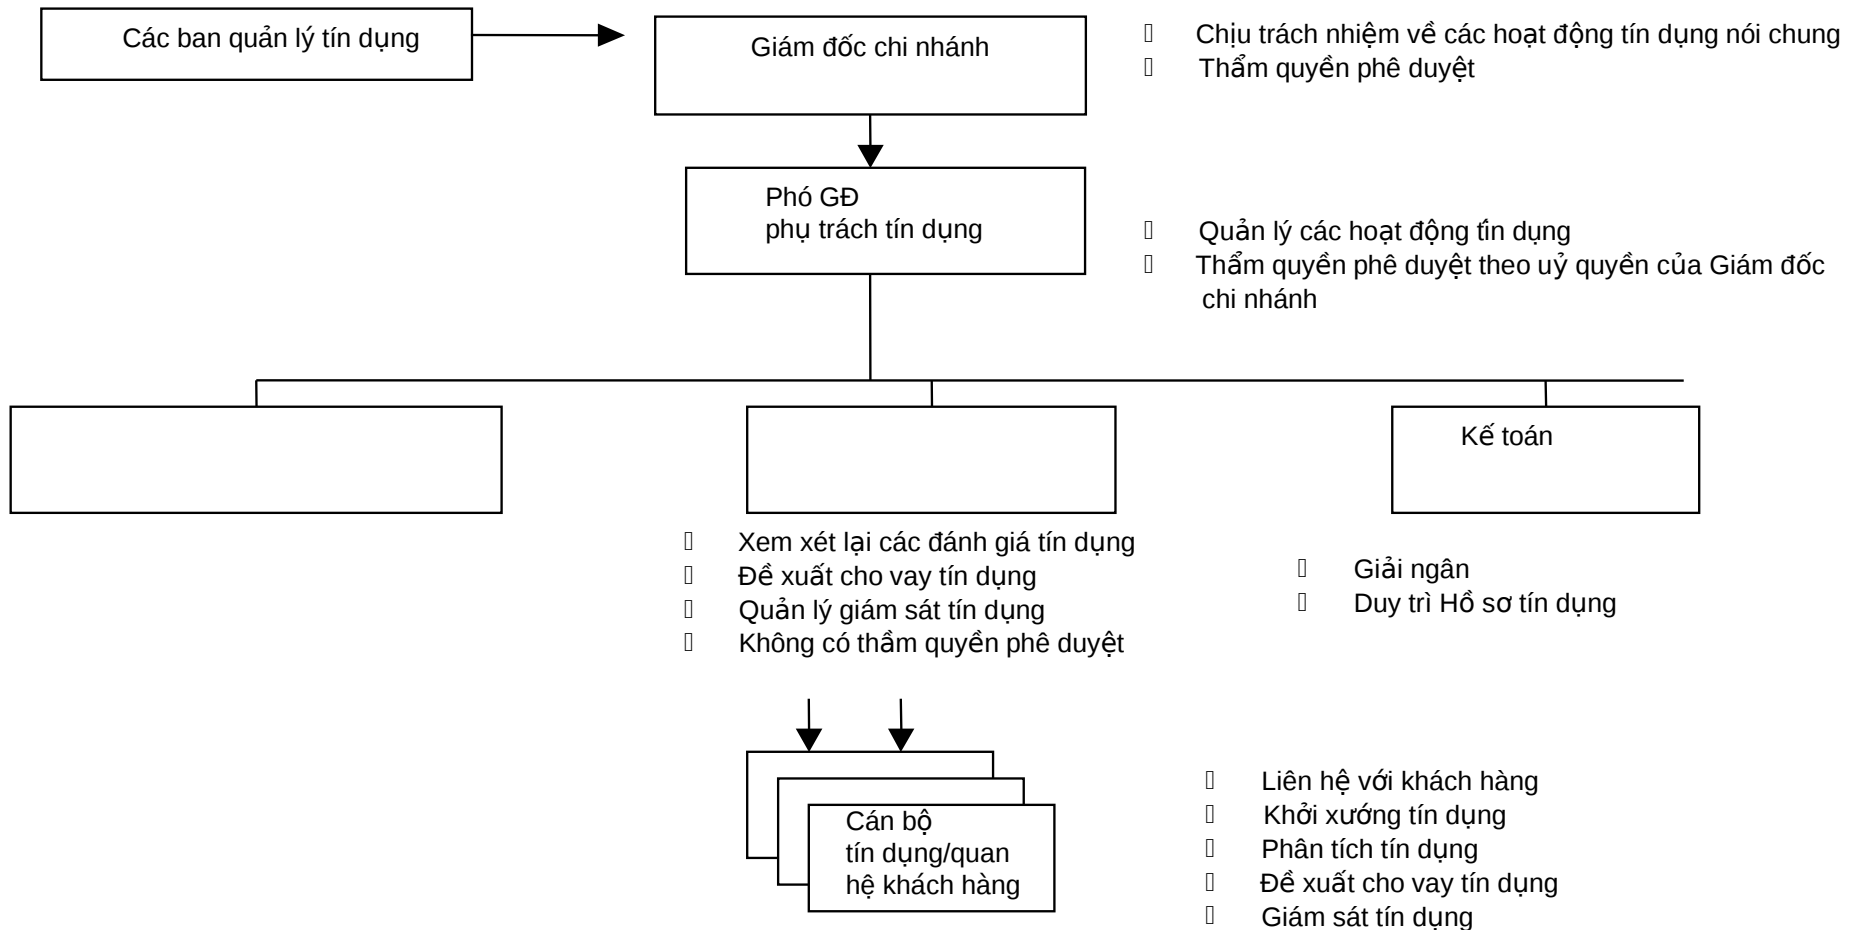 Các ban quản lý tín dụng
Giám đốc chi nhánh
Chịu trách nhiệm về các hoạt động tín dụng nói chung
Thẩm quyền phê duyệt
Phó GĐ
phụ trách tín dụng
Quản lý các hoạt động tín dụng
Thẩm quyền phê duyệt theo uỷ quyền của Giám đốc
chi nhánh
Kế toán
Xem xét lại các đánh giá tín dụng
Đề xuất cho vay tín dụng
Quản lý giám sát tín dụng
Không có thầm quyền phê duyệt
Giải ngân
Duy trì Hồ sơ tín dụng
Cán bộ
tín dụng/quan
hệ khách hàng
Liên hệ với khách hàng
Khởi xướng tín dụng
Phân tích tín dụng
Đề xuất cho vay tín dụng
Giám sát tín dụng